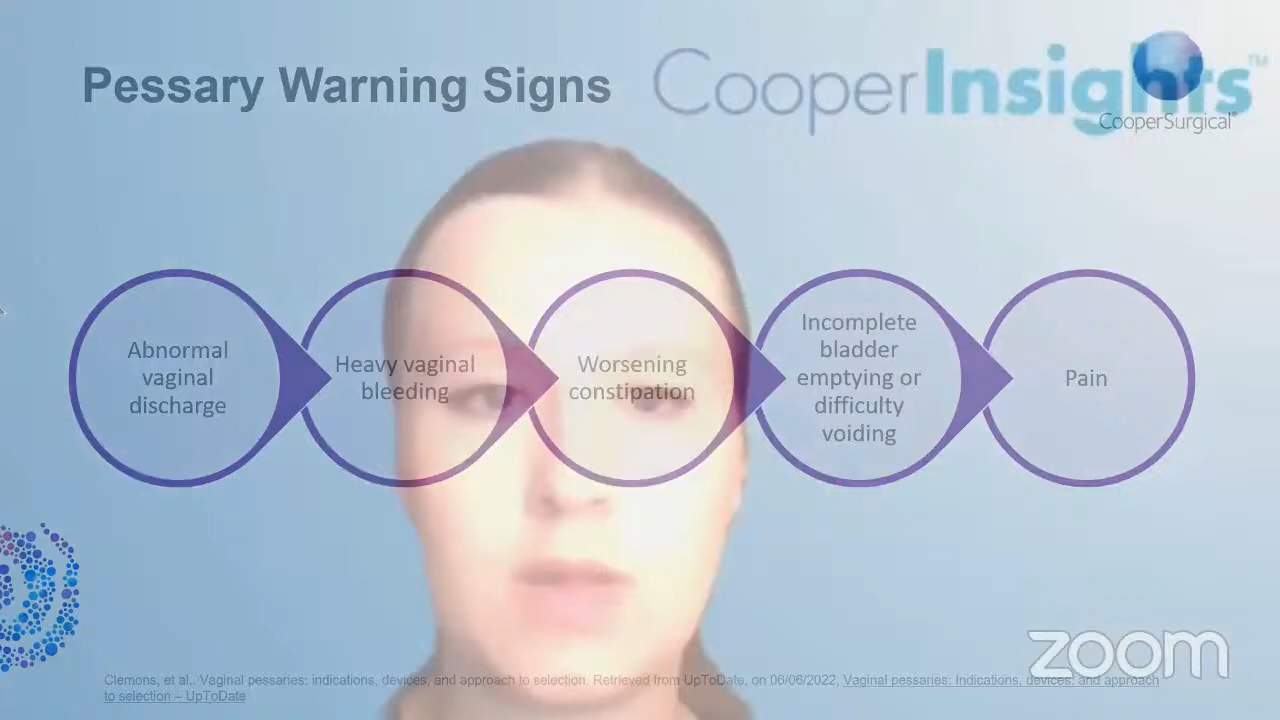 Pessary Warning Signs
CooperInsights™
CooperSurgical®
Abnormal
vaginal
discharge
Heavy vaginal
bleeding
Worsening
constipation
Incomplete
bladder
emptying or
difficulty
voiding
Pain
zoom
Clemons, et al.. Vaginal pessaries: indications, devices, and approach to selection. Retrieved from UpToDate, on 06/06/2022, Vaginal pessaries: Indications, devices, and approach
to selection – UpToDate